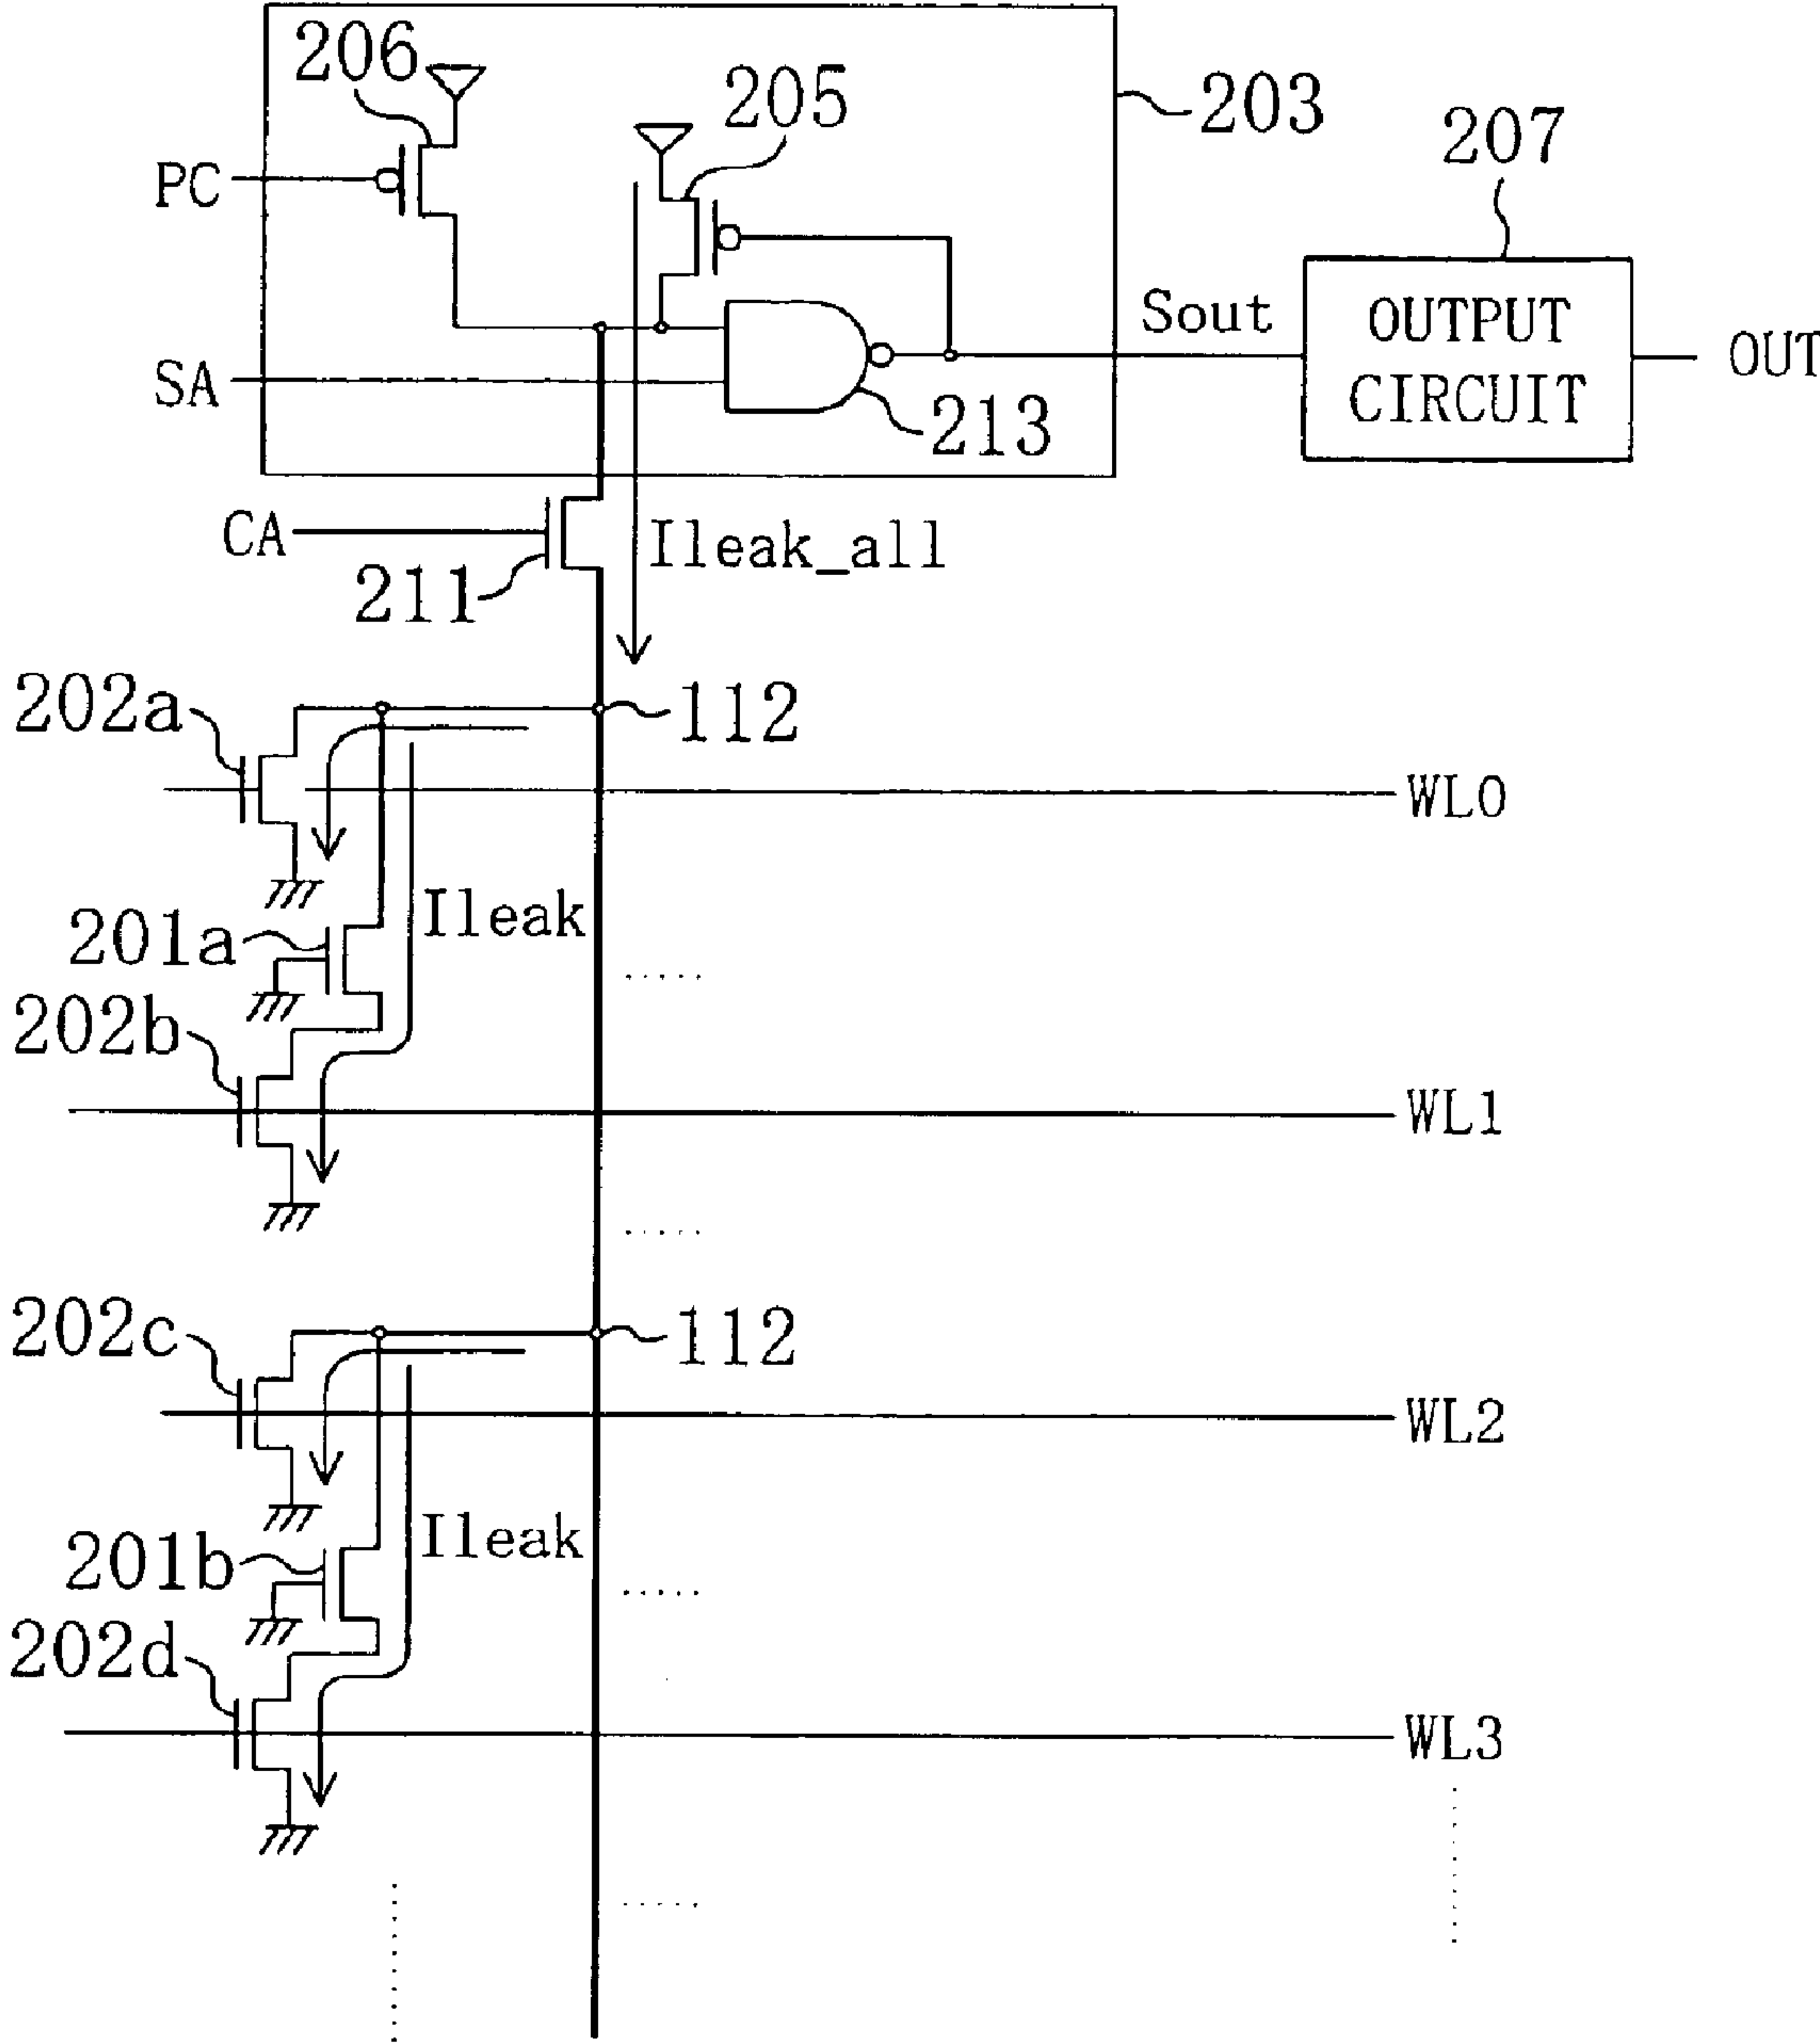 206
205
203
207
PC
Sout
OUTPUT
CIRCUIT
OUT
SA
213
CA
Ileak_all
211
202a
112
WL0
Ileak
201a
202b
WL1
202c
112
WL2
Ileak
201b
202d
WL3